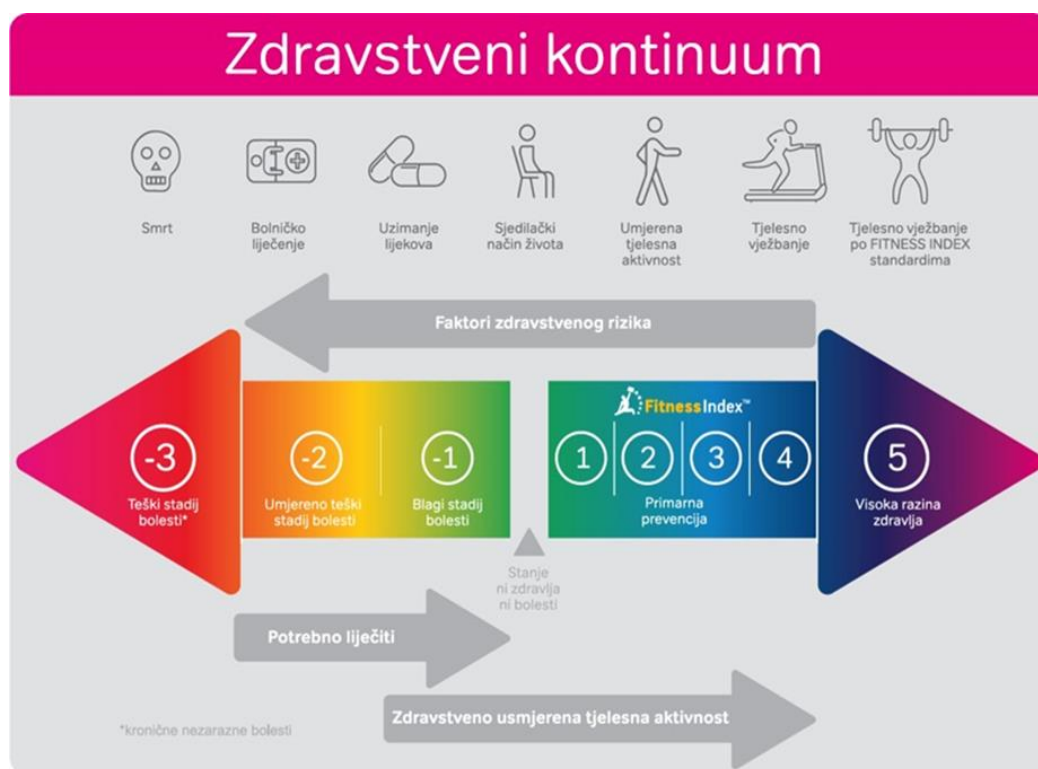 Zdravstveni kontinuum
Smrt
Bolničko
liječenje
Uzimanje
lijekova
Sjedilački
način života
Umjerena
tjelesna
aktivnost
Tjelesno
vježbanje
Tjelesno vježbanje
po FITNESS INDEX
standardima
Faktori zdravstvenog rizika
-3
Teški stadij
bolesti*
-2
Umjereno teški
stadij bolesti
-1
Blagi stadij
bolesti
FitnessIndex™
1 2 3 4
Primarna
prevencija
5
Visoka razina
zdravlja
Stanje
ni zdravlja
ni bolesti
Potrebno liječiti
Zdravstveno usmjerena tjelesna aktivnost
*kronične nezarazne bolesti